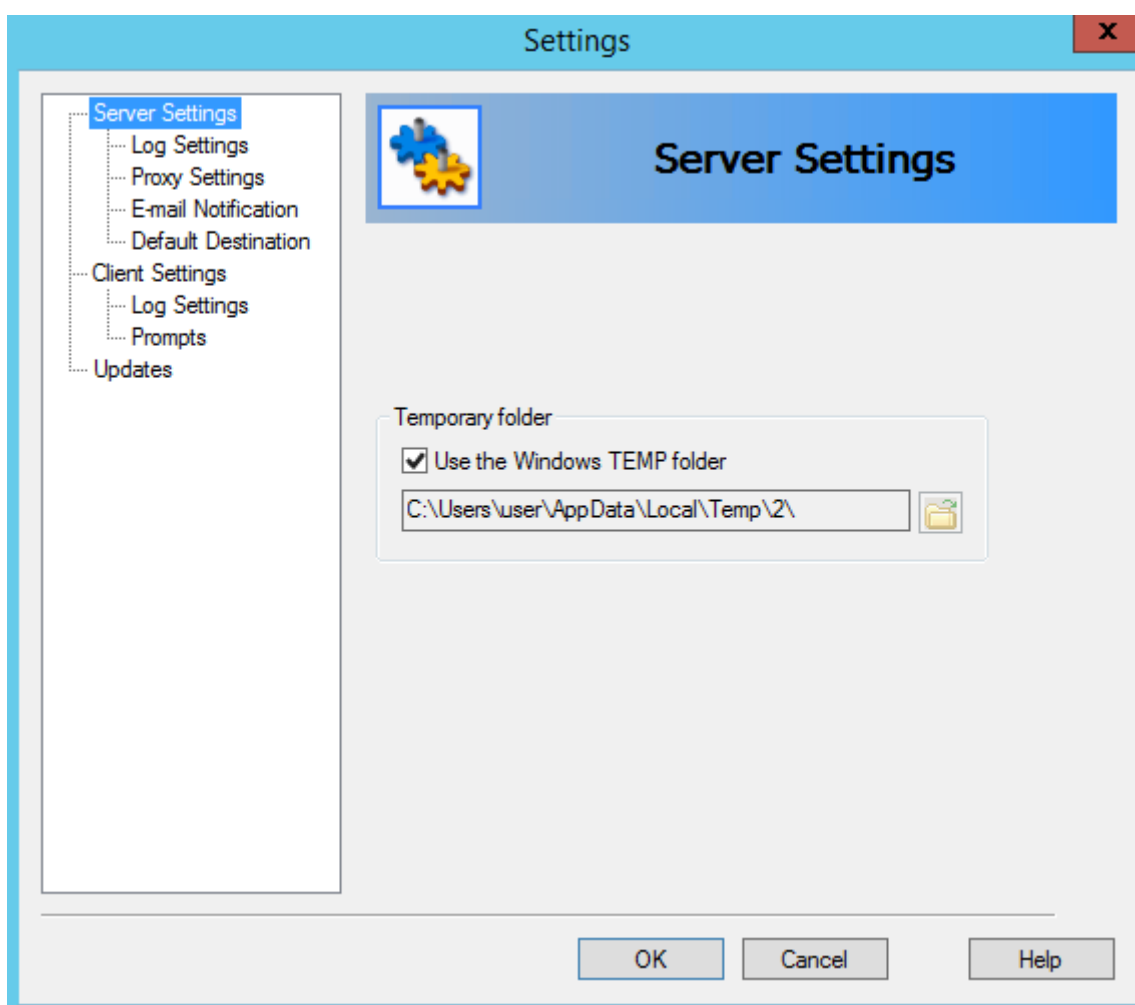 Settings
x
Server Settings
Log Settings
Proxy Settings
E-mail Notification
Default Destination
Client Settings
Log Settings
Prompts
Updates
Server Settings
Temporary folder
Use the Windows TEMP folder
C:\Users\user\AppData\Local\Temp\2\
OK Cancel Help